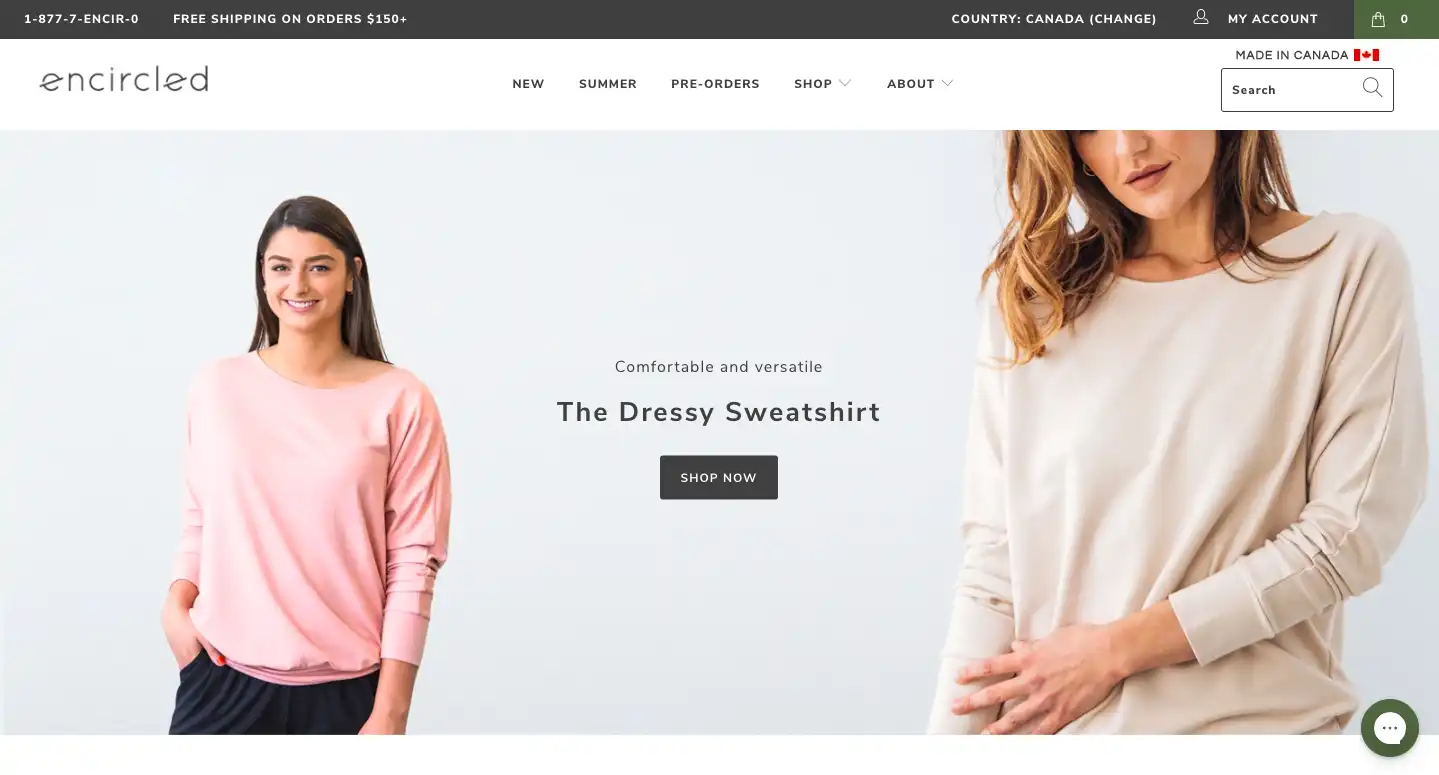 1-877-7-ENCIR-0
FREE SHIPPING ON ORDERS $150+
COUNTRY: CANADA (CHANGE)
MY ACCOUNT
0
encircled
NEW
SUMMER
PRE-ORDERS
SHOP
ABOUT
MADE IN CANADA
Search
Comfortable and versatile
The Dressy Sweatshirt
SHOP NOW